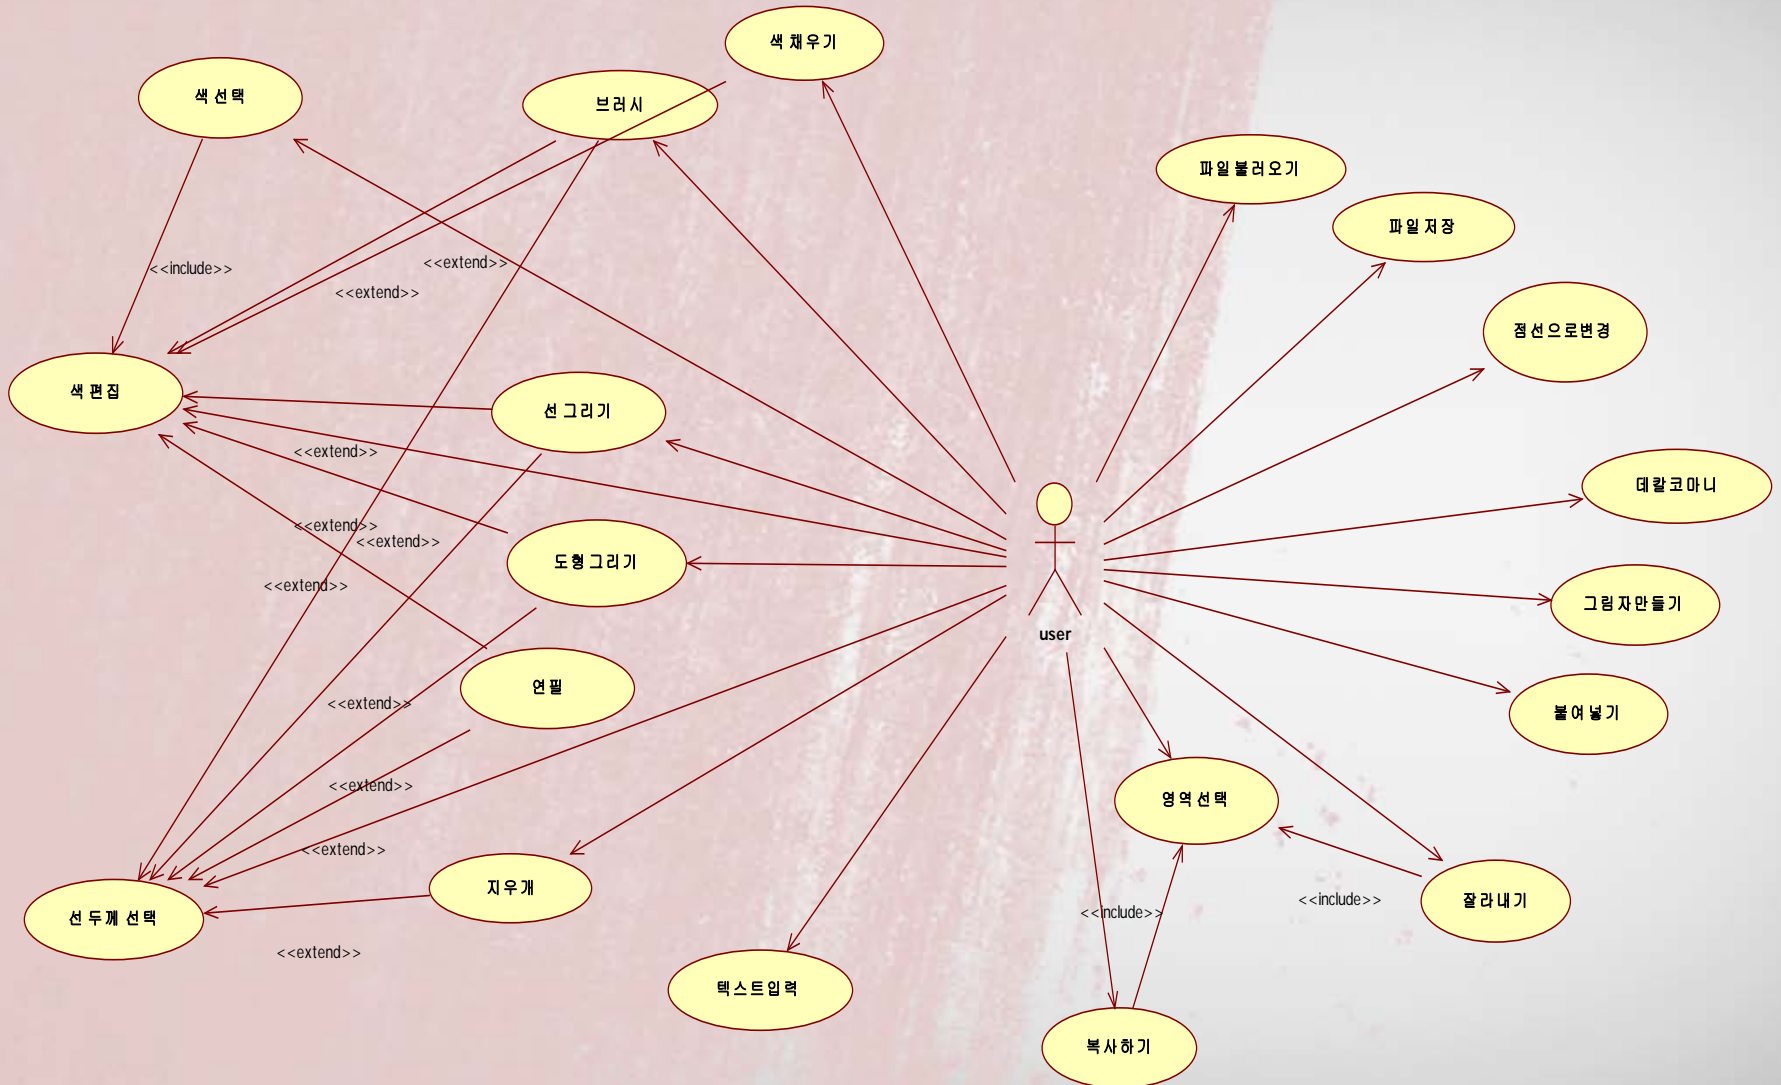 색 채우기
색 선택
브러시
파일 불러오기
파일 저장
<<include>>
<<extend>>
<<extend>>
점선으로변경
색 편집
선 그리기
<<extend>>
데칼코마니
<<extend>>
<<extend>>
도형그리기
<<extend>>
그림자만들기
user
연필
<<extend>>
붙여넣기
<<extend>>
영역선택
<<extend>>
지우개
잘라내기
<<include>>
<<include>>
선 두께 선택
<<extend>>
텍스트입력
복사하기